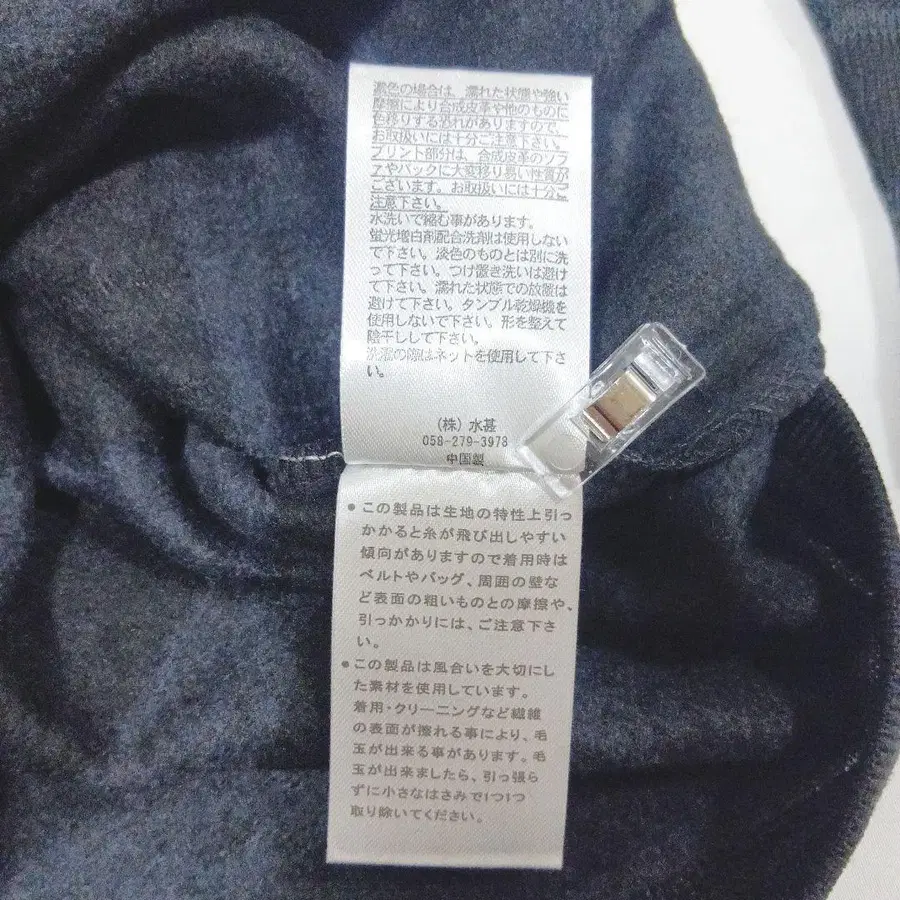 濃色の場合は、濡れた状態や強い
摩擦により合成皮革や他のものに
色移りする恐れがありますので、
お取扱いには十分ご注意下さい。
プリント部分は、合成皮革のソフ
ァやバックに大変移り易い性質が
ございます。お取扱いには十分ご
注意下さい。
水洗いで縮む事があります。
蛍光増白剤配合洗剤は使用しない
で下さい。淡色のものとは別に洗
って下さい。つけ置き洗いは避け
て下さい。濡れた状態での放置は
避けて下さい。タンブル乾燥機を
使用しないで下さい。形を整えて
陰干しして下さい。
洗濯の際はネットを使用して下さ
い。
(株) 水甚
058-279-3978
中国製
• この製品は生地の特性上引っ
かかると糸が飛び出しやすい
傾向がありますので着用時は
ベルトやバッグ、周囲の壁な
ど表面の粗いものとの摩擦や、
引っかかりには、ご注意下さ
い。
• この製品は風合いを大切にし
た素材を使用しています。
着用・クリーニングなど繊維
の表面が擦れる事により、毛
玉が出来る事があります。毛
玉が出来ましたら、引っ張ら
ずに小さなはさみで1つ1つ
取り除いてください。